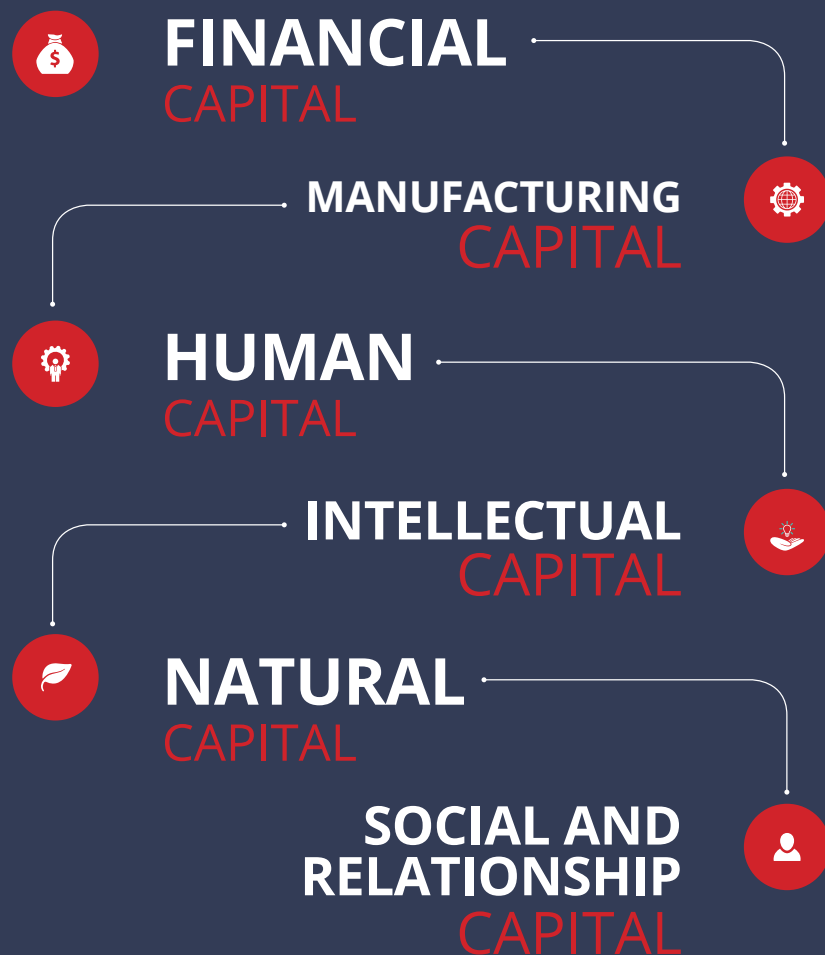 FINANCIAL
CAPITAL
MANUFACTURING
CAPITAL
HUMAN
CAPITAL
INTELLECTUAL
CAPITAL
NATURAL
CAPITAL
SOCIAL AND
RELATIONSHIP
CAPITAL